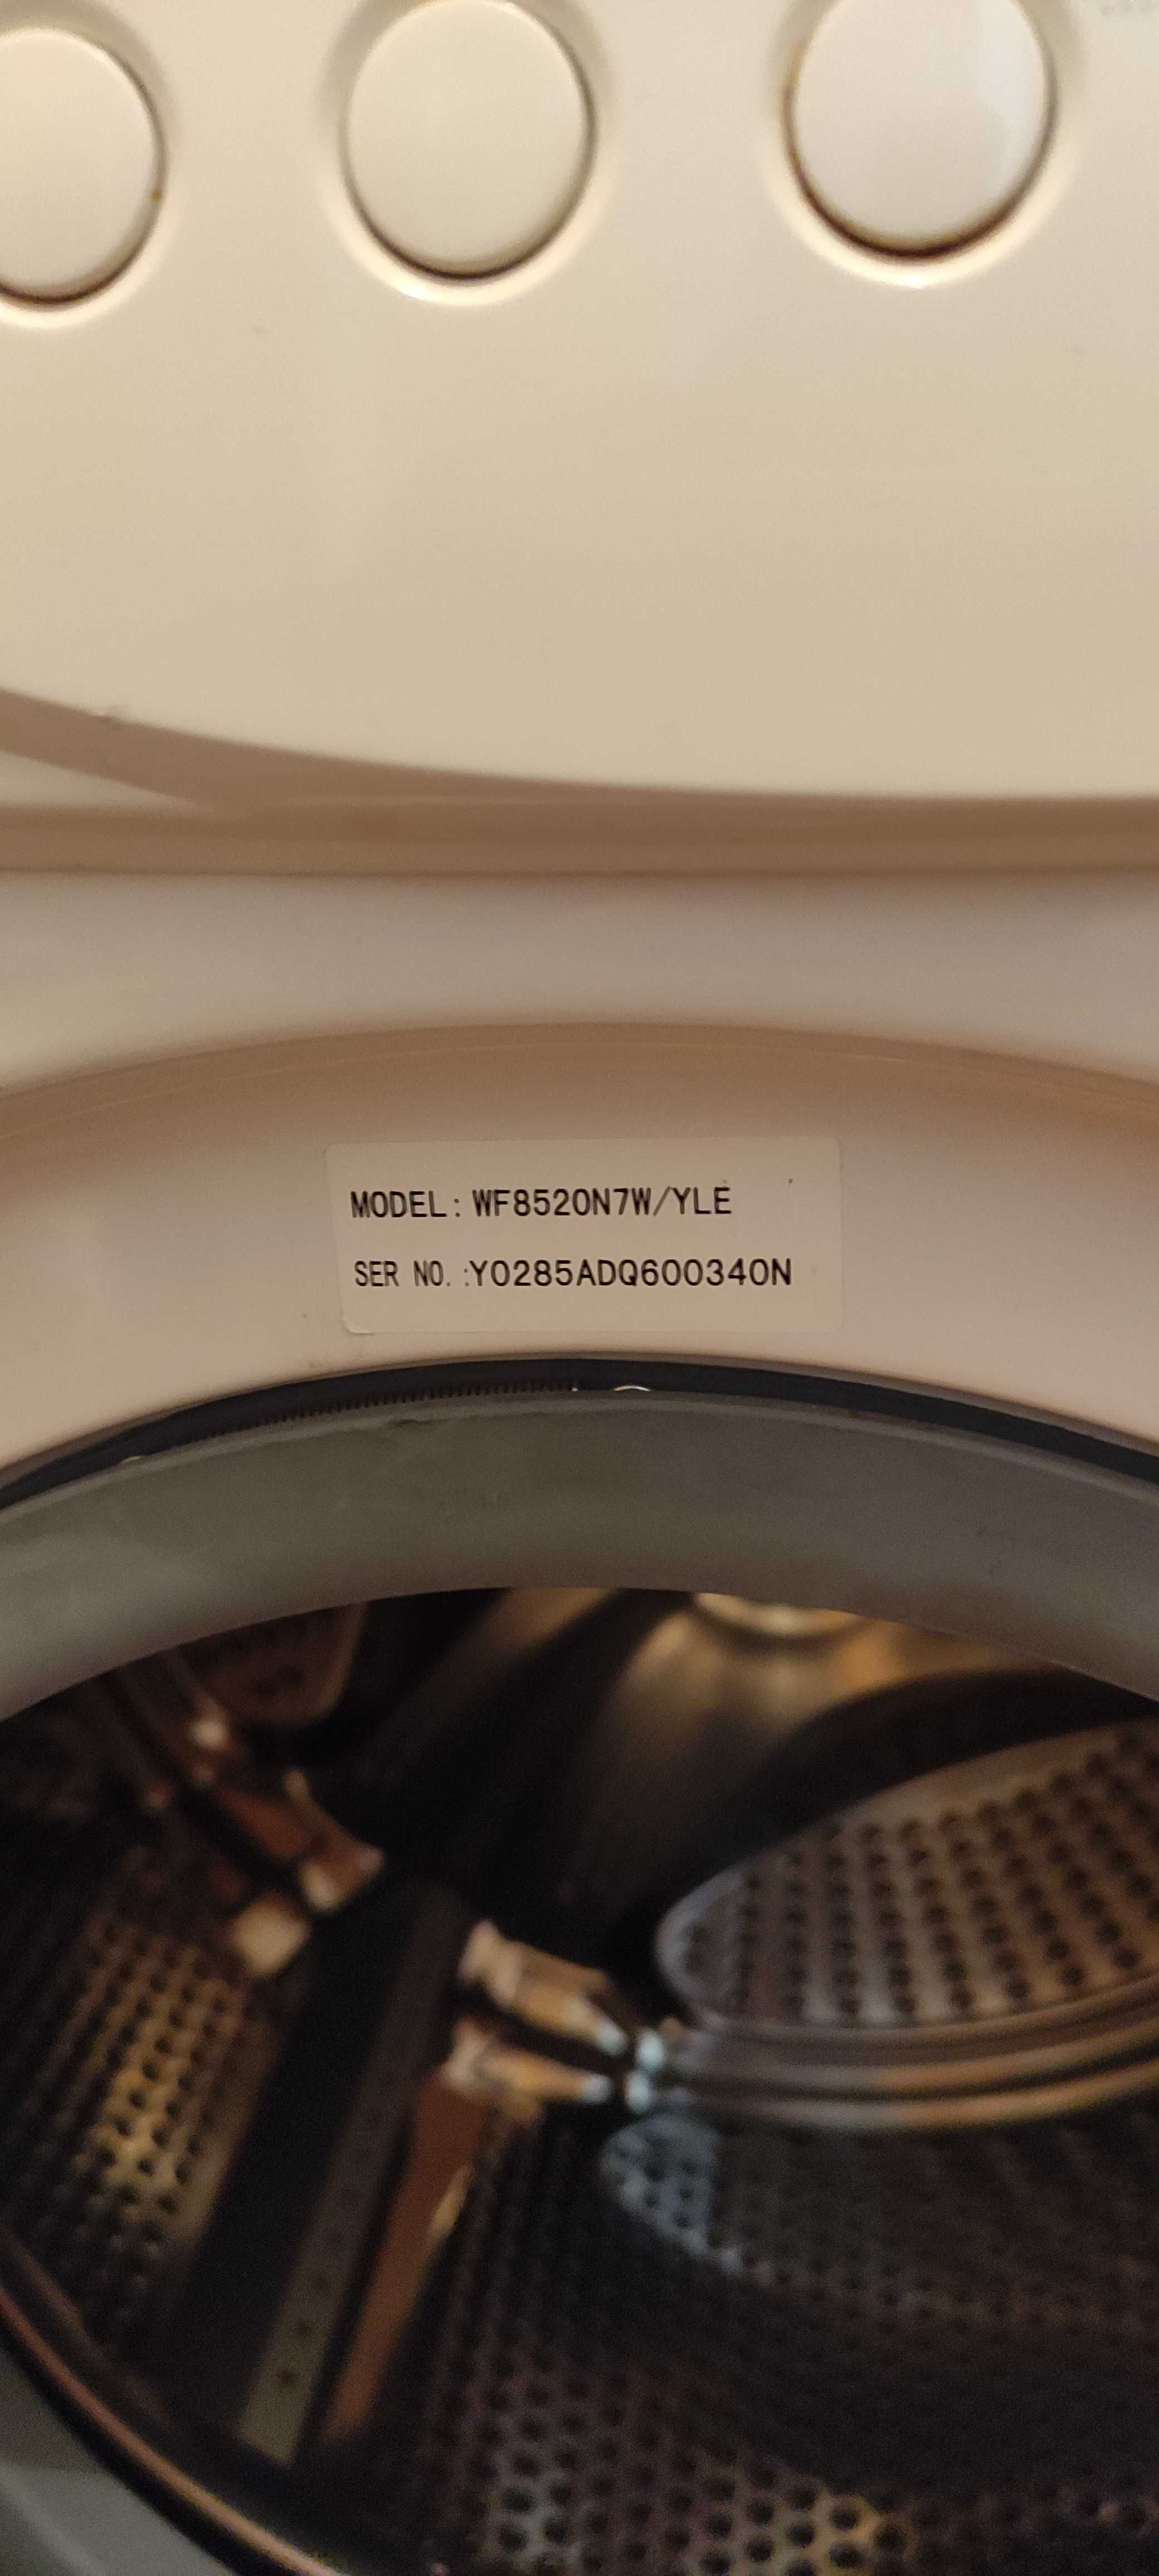 MODEL: WF8520N7W/YLE
SER NO. :Y0285ADQ600340N